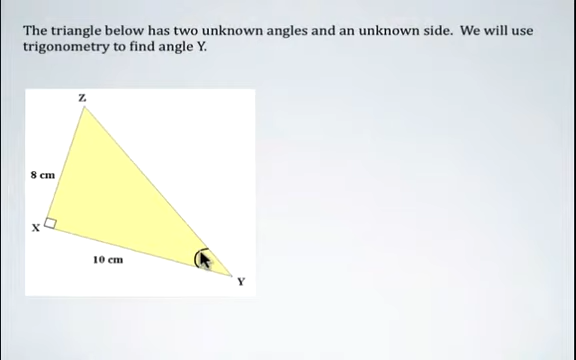 The triangle below has two unknown angles and an unknown side.  We will use
trigonometry to find angle Y.
Z
8 cm
X
10 cm
Y